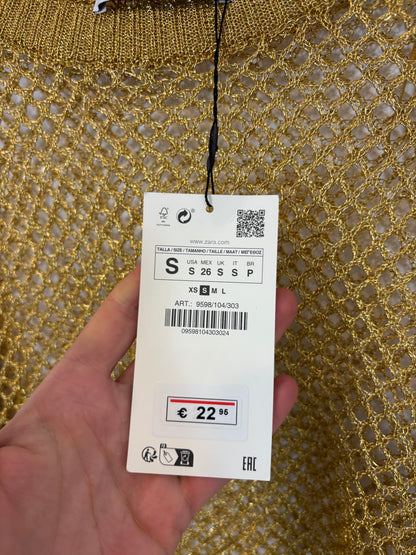 www.zara.com
TALLA / SIZE / TAMANHO / TAILLE / MAAT / ΜΕΓΕΘΟΣ
S
USA MEX UK IT BR
S 26 S S P
XS S M L
ART.: 9598/104/303
09598104303024
€ 22 95
EAC